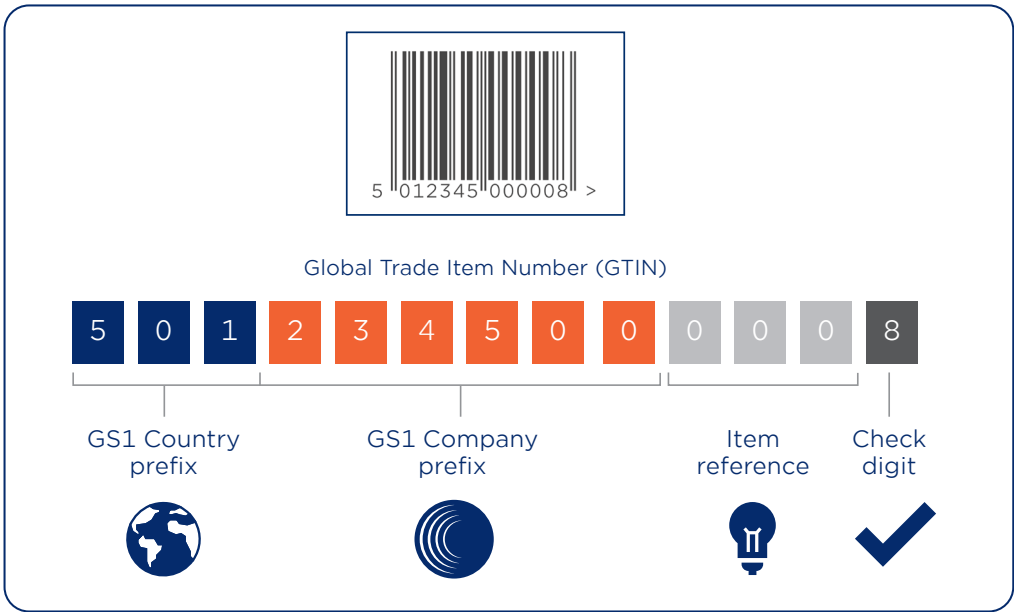 5 012345 000008 >
Global Trade Item Number (GTIN)
5 0 1 2 3 4 5 0 0 0 0 0 8
GS1 Country prefix
GS1 Company prefix
Item reference
Check digit